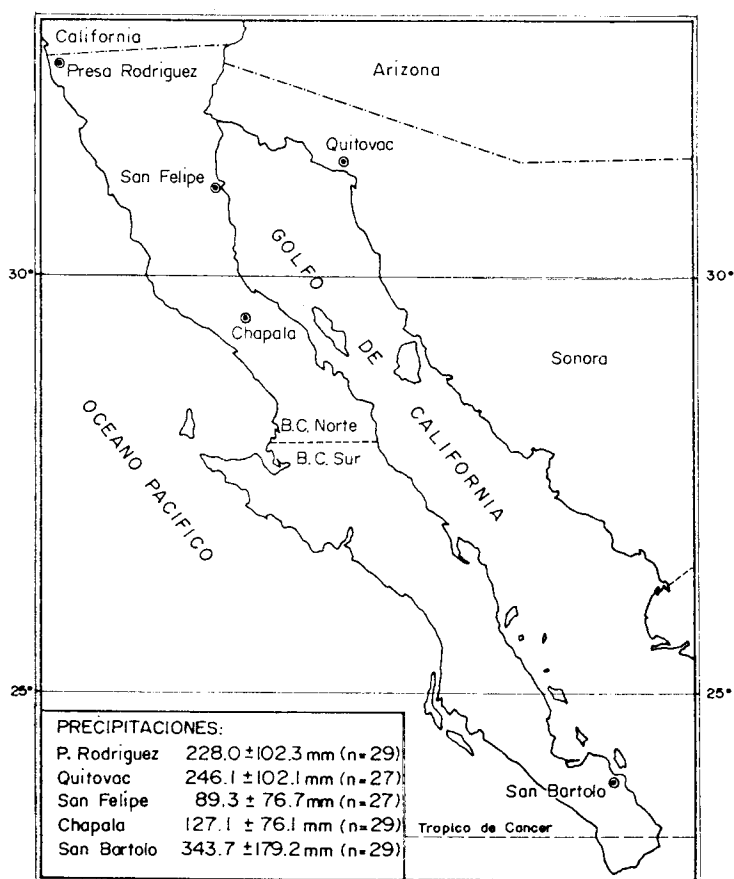 California
Presa Rodriguez
Arizona
Quitovac
San Felipe
GOLFO
DE
CALIFORNIA
30°
30°
Chapala
Sonora
OCEANO PACIFICO
B.C. Norte
B.C. Sur
25°
25°
PRECIPITACIONES:
P. Rodriguez 228.0 ±102.3 mm (n=29)
Quitovac 246.1 ±102.1 mm (n=27)
San Felipe 89.3 ± 76.7 mm (n=27)
Chapala 127.1 ± 76.1 mm (n=29)
San Bartolo 343.7 ±179.2 mm (n=29)
San Bartolo
Tropico de Cancer